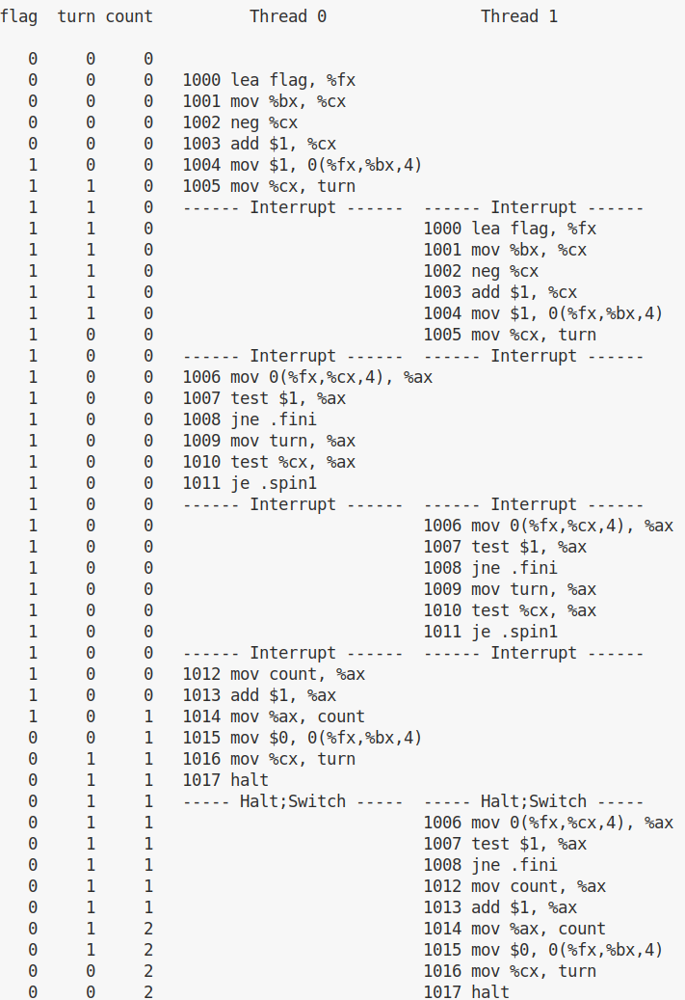 flag  turn count          Thread 0                Thread 1
   0     0     0
   0     0     0   1000 lea flag, %fx
   0     0     0   1001 mov %bx, %cx
   0     0     0   1002 neg %cx
   0     0     0   1003 add $1, %cx
   1     0     0   1004 mov $1, 0(%fx,%bx,4)
   1     1     0   1005 mov %cx, turn
   1     1     0   ------ Interrupt ------  ------ Interrupt ------
   1     1     0                            1000 lea flag, %fx
   1     1     0                            1001 mov %bx, %cx
   1     1     0                            1002 neg %cx
   1     1     0                            1003 add $1, %cx
   1     1     0                            1004 mov $1, 0(%fx,%bx,4)
   1     0     0                            1005 mov %cx, turn
   1     0     0   ------ Interrupt ------  ------ Interrupt ------
   1     0     0   1006 mov 0(%fx,%cx,4), %ax
   1     0     0   1007 test $1, %ax
   1     0     0   1008 jne .fini
   1     0     0   1009 mov turn, %ax
   1     0     0   1010 test %cx, %ax
   1     0     0   1011 je .spin1
   1     0     0   ------ Interrupt ------  ------ Interrupt ------
   1     0     0                            1006 mov 0(%fx,%cx,4), %ax
   1     0     0                            1007 test $1, %ax
   1     0     0                            1008 jne .fini
   1     0     0                            1009 mov turn, %ax
   1     0     0                            1010 test %cx, %ax
   1     0     0                            1011 je .spin1
   1     0     0   ------ Interrupt ------  ------ Interrupt ------
   1     0     0   1012 mov count, %ax
   1     0     0   1013 add $1, %ax
   1     0     1   1014 mov %ax, count
   0     0     1   1015 mov $0, 0(%fx,%bx,4)
   0     1     1   1016 mov %cx, turn
   0     1     1   1017 halt
   0     1     1   ----- Halt;Switch -----  ----- Halt;Switch -----
   0     1     1                            1006 mov 0(%fx,%cx,4), %ax
   0     1     1                            1007 test $1, %ax
   0     1     1                            1008 jne .fini
   0     1     1                            1012 mov count, %ax
   0     1     1                            1013 add $1, %ax
   0     1     2                            1014 mov %ax, count
   0     1     2                            1015 mov $0, 0(%fx,%bx,4)
   0     0     2                            1016 mov %cx, turn
   0     0     2                            1017 halt